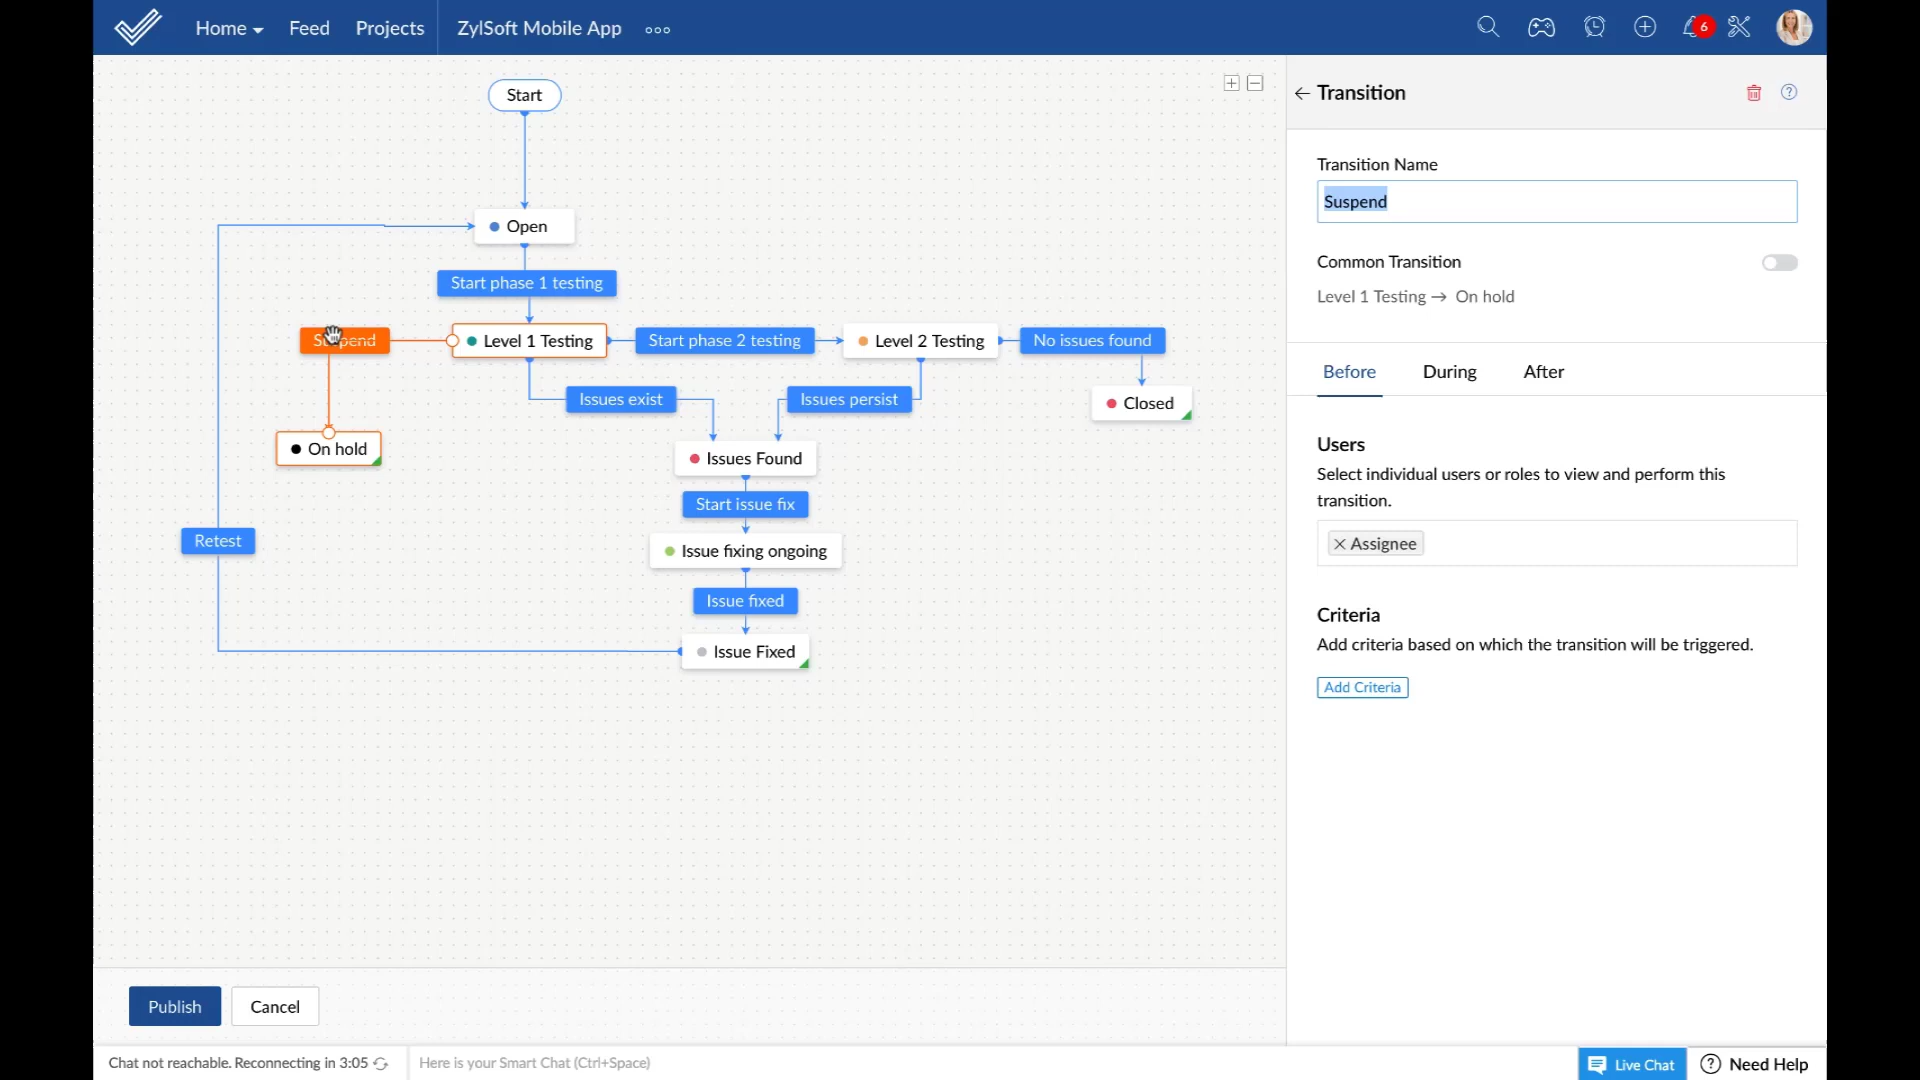 Home
Feed
Projects
ZylSoft Mobile App
6
Start
Open
Start phase 1 testing
Suspend
Level 1 Testing
Start phase 2 testing
Level 2 Testing
No issues found
Issues exist
Issues persist
Closed
On hold
Issues Found
Start issue fix
Retest
Issue fixing ongoing
Issue fixed
Issue Fixed
Transition
Transition Name
Suspend
Common Transition
Level 1 Testing → On hold
Before
During
After
Users
Select individual users or roles to view and perform this
transition.
Assignee
Criteria
Add criteria based on which the transition will be triggered.
Add Criteria
Publish
Cancel
Chat not reachable. Reconnecting in 3:05
Here is your Smart Chat (Ctrl+Space)
Live Chat
Need Help